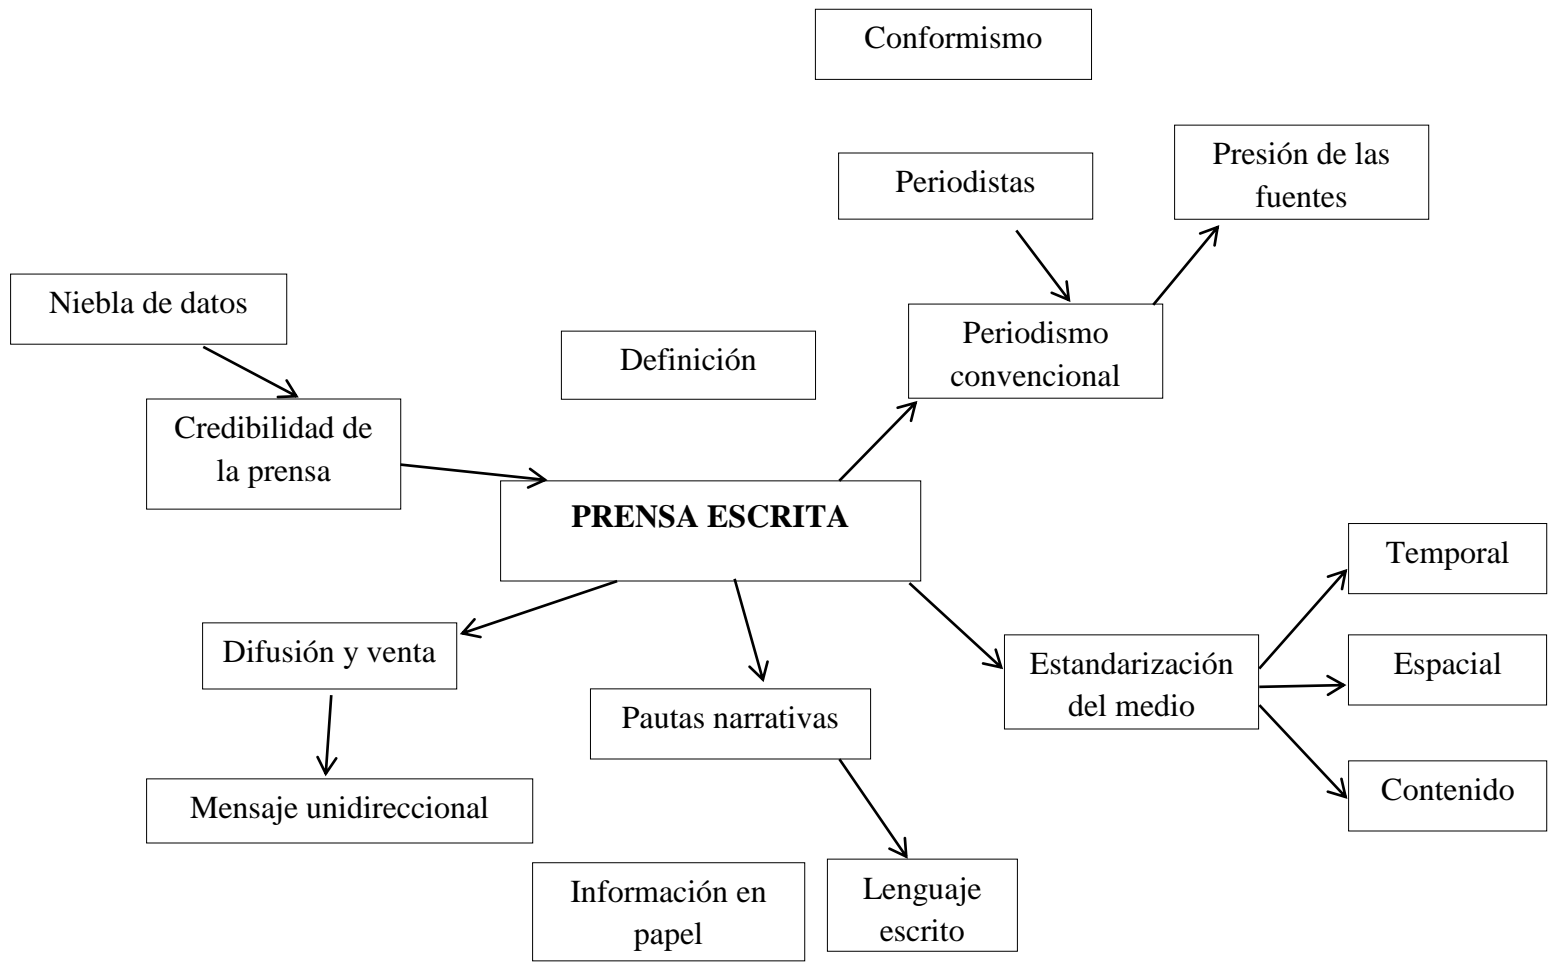 Conformismo
Presión de las
fuentes
Periodistas
Niebla de datos
Periodismo
convencional
Definición
Credibilidad de
la prensa
PRENSA ESCRITA
Temporal
Difusión y venta
Estandarización
del medio
Espacial
Pautas narrativas
Mensaje unidireccional
Contenido
Información en
papel
Lenguaje
escrito